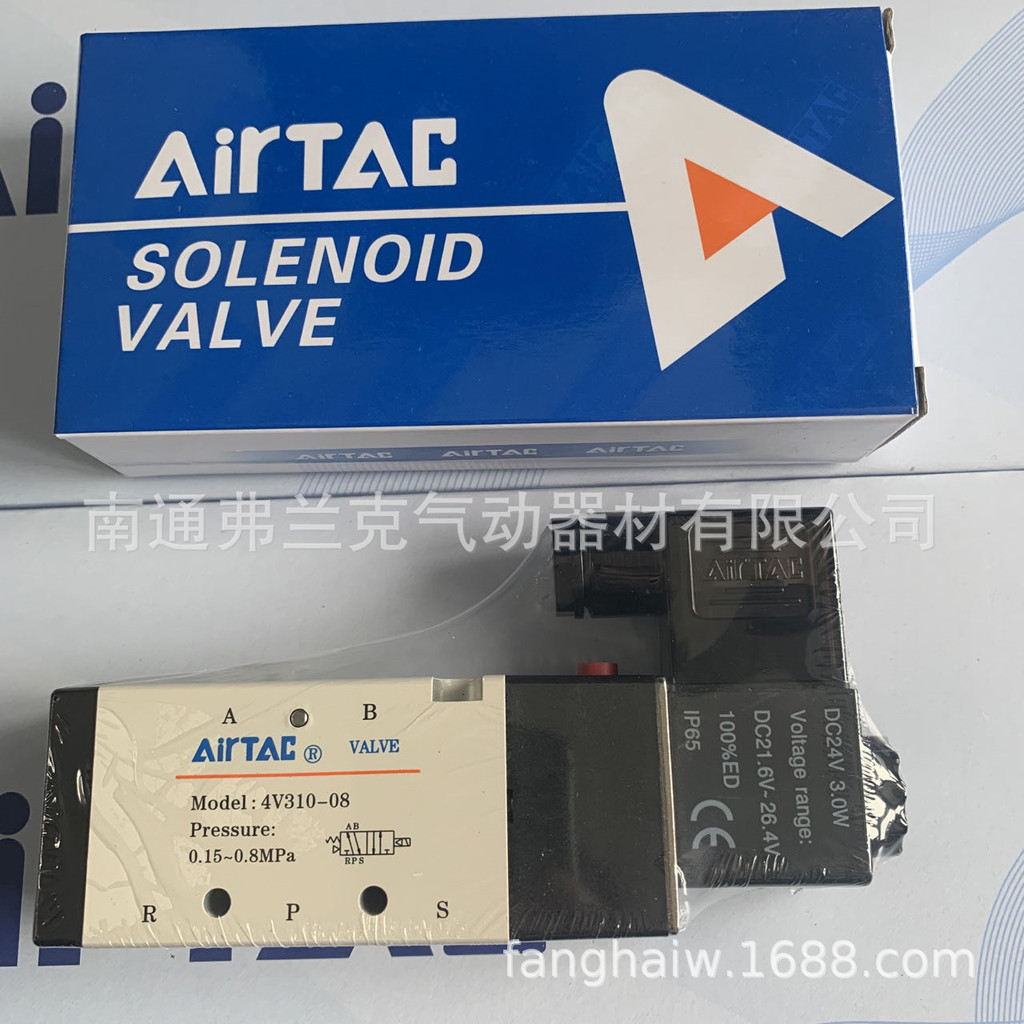 AirTAC
SOLENOID
VALVE
AirTAC AirTAC AirTAC
南通弗兰克气动器材有限公司
AirTAC
A B
AirTAC ® VALVE
Model: 4V310-08
Pressure:
0.15~0.8MPa
AB
RPS
R P S
DC24V 3.0W
Voltage range:
DC21.6V-26.4V
100%ED
IP65
CE
fanghaiw.1688.com